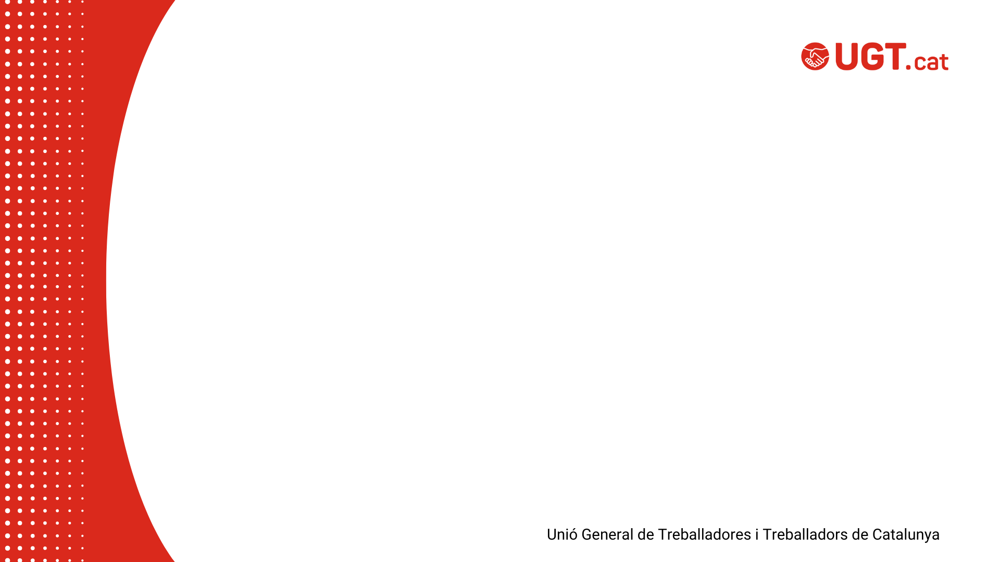 UGT.cat
Unió General de Treballadores i Treballadors de Catalunya